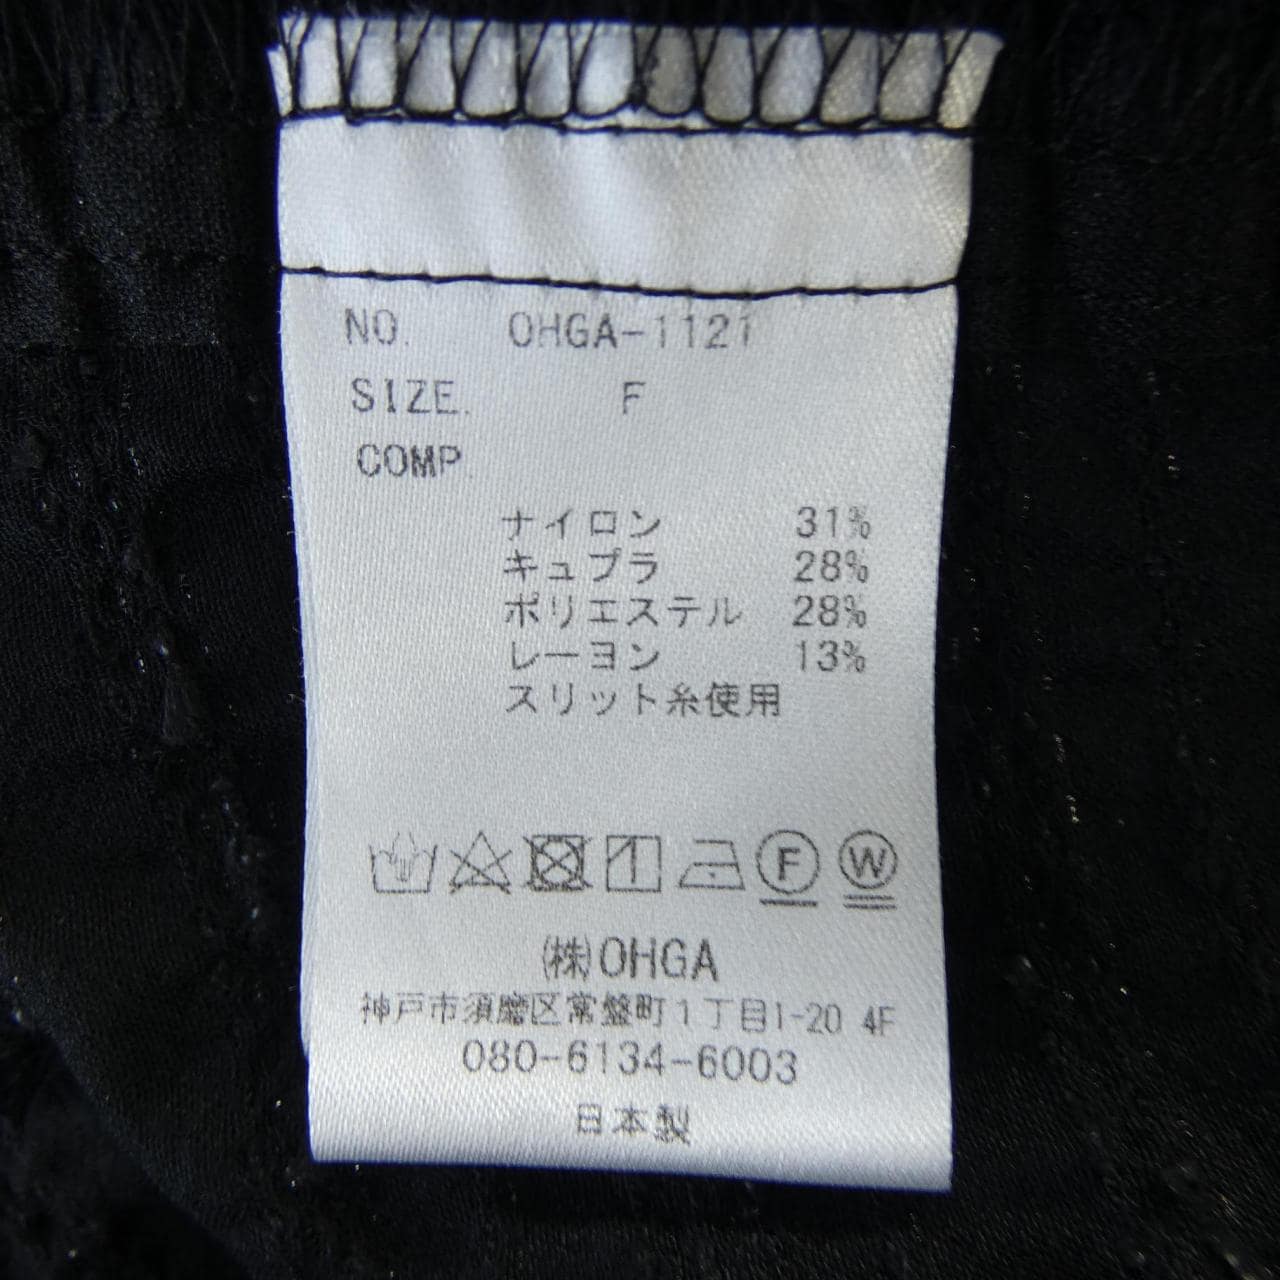 NO. OHGA-1121
SIZE. F
COMP.
ナイロン 31%
キュプラ 28%
ポリエステル 28%
レーヨン 13%
スリット糸使用
F W
(株)OHGA
神戸市須磨区常盤町1丁目1-20 4F
080-6134-6003
日本製